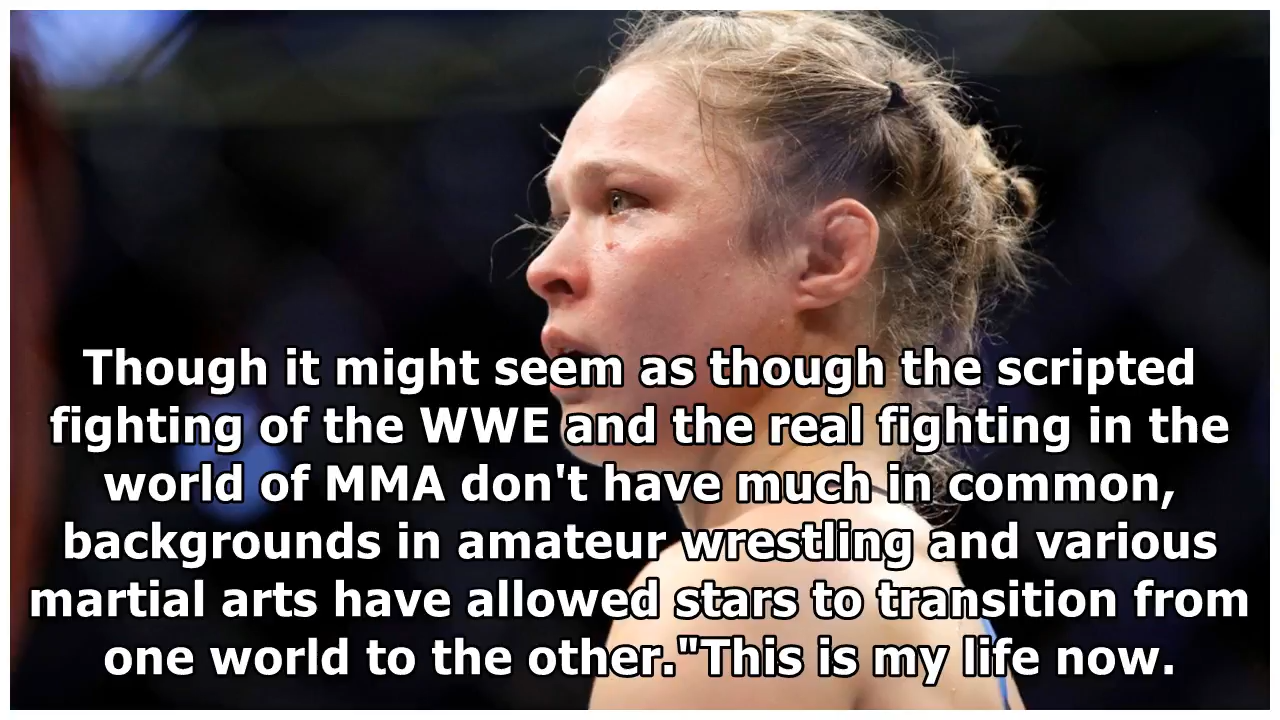 Though it might seem as though the scripted
fighting of the WWE and the real fighting in the
world of MMA don't have much in common,
backgrounds in amateur wrestling and various
martial arts have allowed stars to transition from
one world to the other."This is my life now.